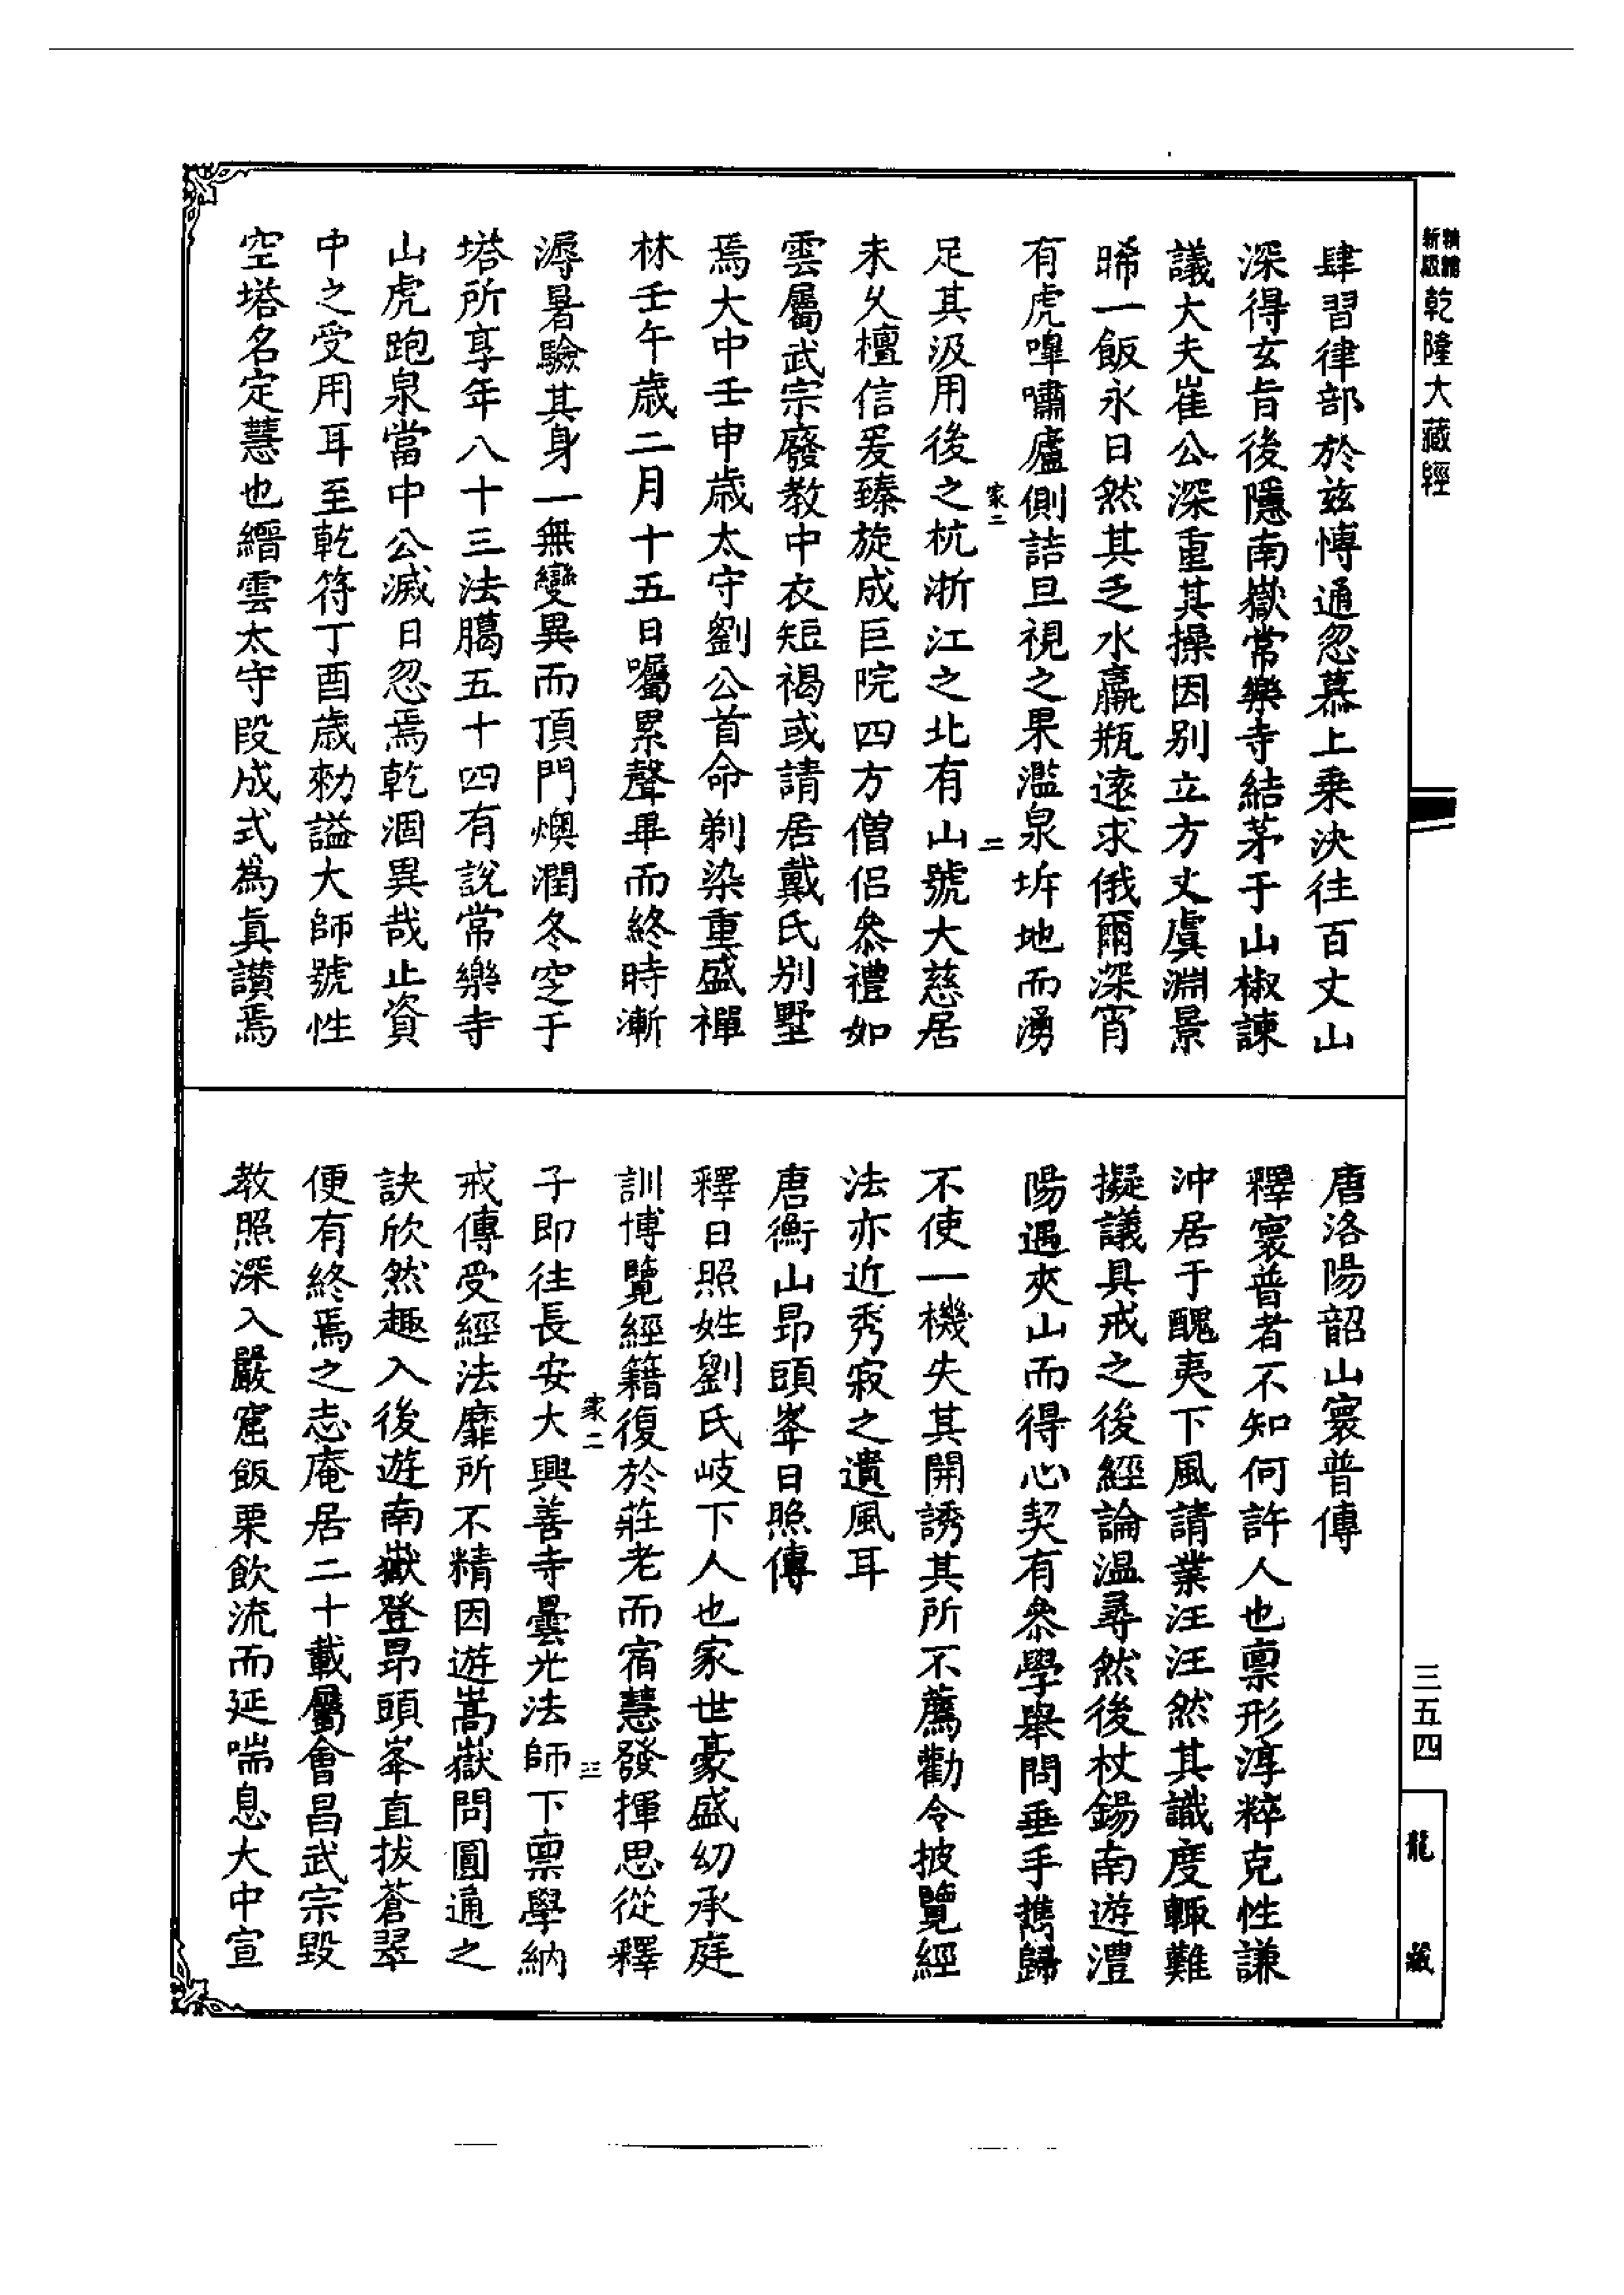 新版精縮乾隆大藏經
肆習律部於兹博通忽慕上乗決往百丈山
深得玄旨後隱南嶽常樂寺結茅于山椒諫
議大夫崔公深重其操因别立方丈虞淵景
晞一飯永日然其乏水羸瓶遠求俄爾深宵
有虎嘷嘯廬側詰旦視之果濫泉坼地而湧
足其汲用後之杭浙江之北有山號大慈居
未乆檀信爰臻旋成巨院四方僧侣叅禮如
雲屬武宗廢教中衣短褐或請居戴氏别墅
焉大中壬申歲太守劉公首命剃染重盛禪
林壬午歲二月十五日囑累聲畢而終時漸
溽暑驗其身一無變異而頂門燠潤冬窆于
塔所享年八十三法臈五十四有說常樂寺
山虎跑泉當中公滅日忽焉乾涸異哉止資
中之受用耳至乾符丁酉歲勑諡大師號性
空塔名定慧也縉雲太守段成式為真讃焉
家二
二
唐洛陽韶山寰普傳
釋寰普者不知何許人也禀形淳粹克性謙
沖居于醜夷下風請業汪汪然其識度輙難
擬議具戒之後經論温尋然後杖錫南遊澧
陽遇夾山而得心契有叅學舉問垂手携歸
不使一機失其開誘其所不薦勸令披覽經
法亦近秀寂之遺風耳
唐衡山昂頭峯日照傳
釋日照姓劉氏岐下人也家世豪盛幼承庭
訓博覽經籍復於莊老而宿慧發揮思從釋
子即往長安大興善寺曇光法師下禀學納
戒傳受經法靡所不精因遊嵩嶽問圓通之
訣欣然趣入後遊南嶽登昂頭峯直拔蒼翠
便有終焉之志庵居二十載屬會昌武宗毁
教照深入嚴窟飯栗飲流而延喘息大中宣
家二
三
三五四
龍藏